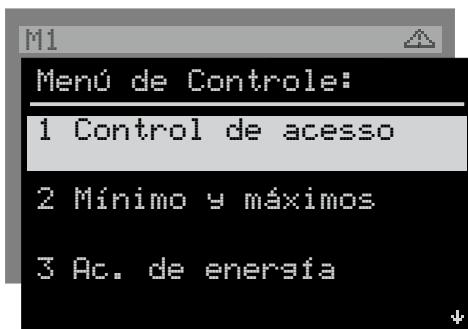 M1
Menú de Controle:
1 Control de acesso
2 Mínimo y máximos
3 Ac. de energía